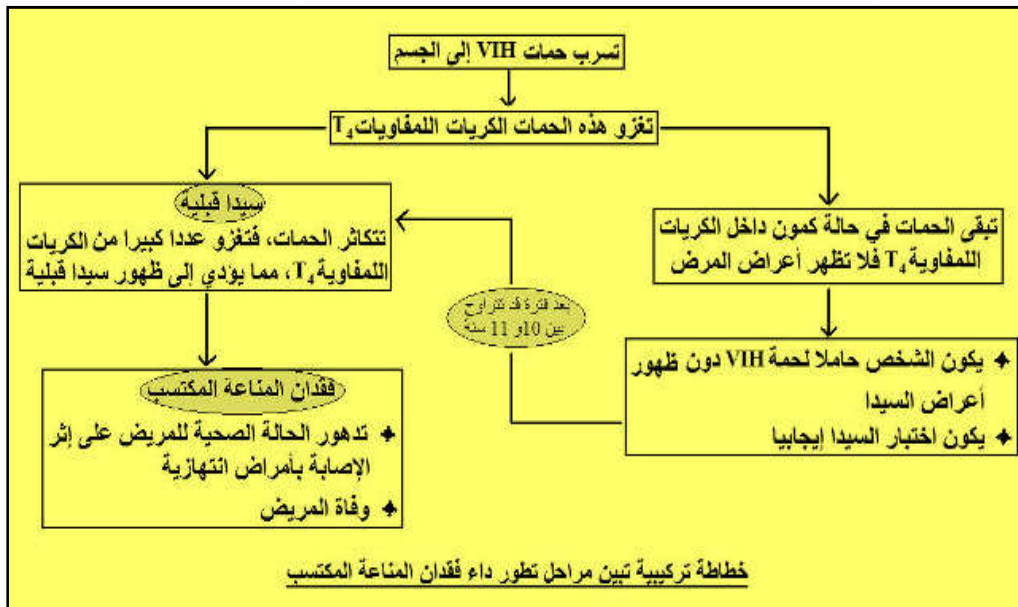 تسرب حمات VIH إلى الجسم
تغزو هذه الحمات الكريات اللمفاويات T4
تبقى الحمات في حالة كمون داخل الكريات
اللمفاوية T4 فلا تظهر أعراض المرض
يكون الشخص حاملا لحمة VIH دون ظهور
أعراض السيدا
يكون اختبار السيدا إيجابيا
بعد فترة قد تتراوح
بين 10 و 11 سنة
سيدا قبلية
تتكاثر الحمات، فتغزو عددا كبيرا من الكريات
اللمفاوية T4، مما يؤدي إلى ظهور سيدا قبلية
فقدان المناعة المكتسب
تدهور الحالة الصحية للمريض على إثر
الإصابة بأمراض انتهازية
وفاة المريض
خطاطة تركيبية تبين مراحل تطور داء فقدان المناعة المكتسب